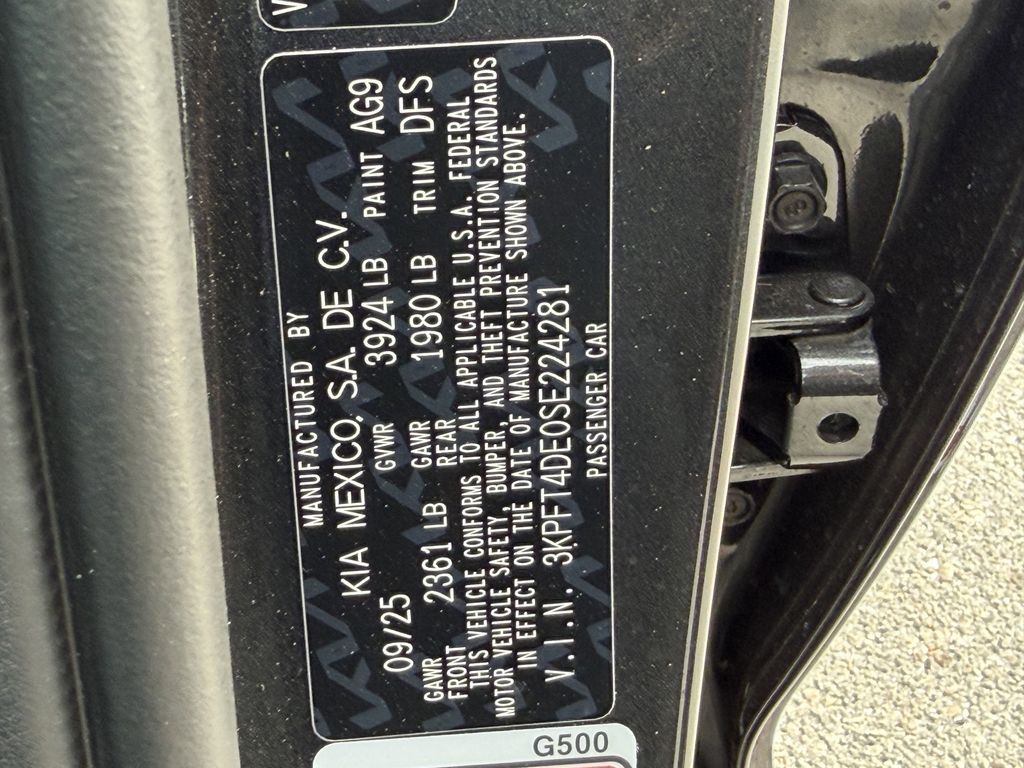 V
MANUFACTURED BY
KIA MEXICO, S.A. DE C.V.
09/25 GVWR 3924 LB PAINT AG9
GAWR FRONT 2361 LB GAWR REAR 1980 LB TRIM DFS
THIS VEHICLE CONFORMS TO ALL APPLICABLE U.S.A. FEDERAL
MOTOR VEHICLE SAFETY, BUMPER, AND THEFT PREVENTION STANDARDS
IN EFFECT ON THE DATE OF MANUFACTURE SHOWN ABOVE.
V.I.N. 3KPFT4DE0SE224281
PASSENGER CAR
G500